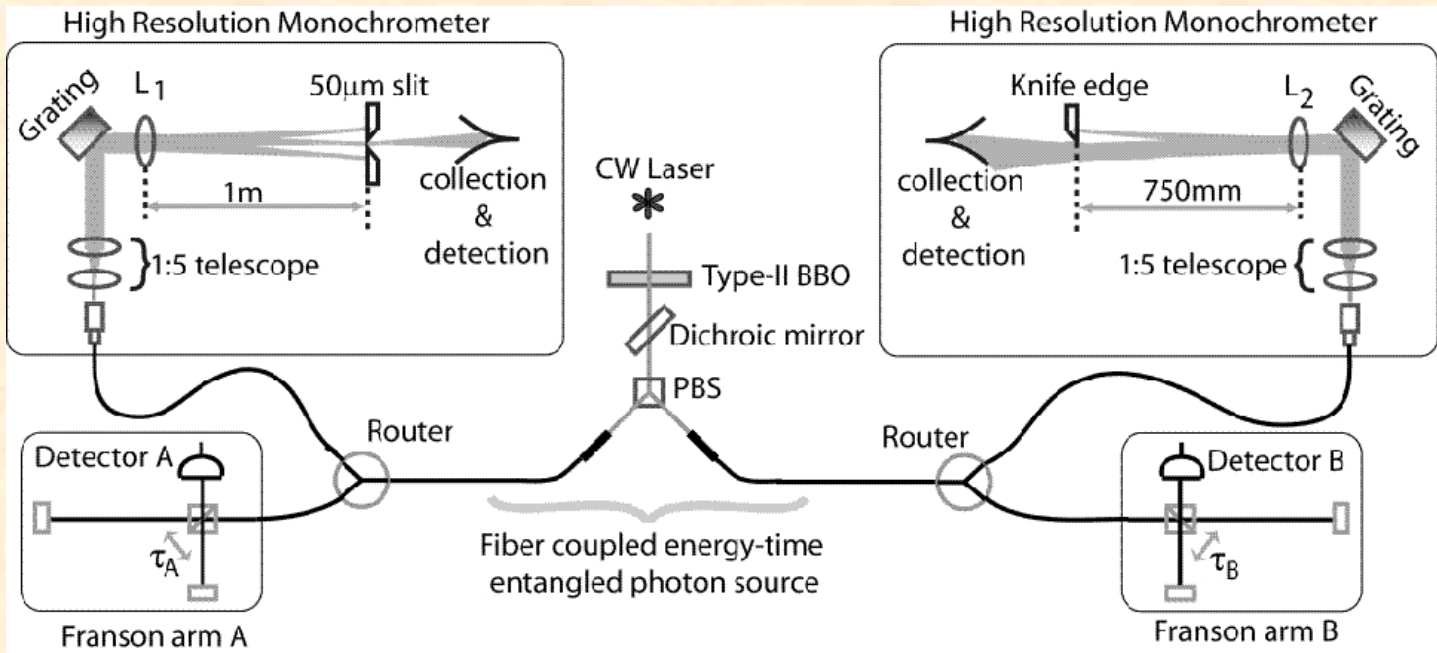 High Resolution Monochrometer
Grating
L1
50μm slit
1m
collection
&
detection
1:5 telescope
High Resolution Monochrometer
Knife edge
L2
Grating
collection
&
detection
750mm
1:5 telescope
CW Laser
Type-II BBO
Dichroic mirror
PBS
Router
Router
Detector A
τA
Franson arm A
Fiber coupled energy-time
entangled photon source
Detector B
τB
Franson arm B